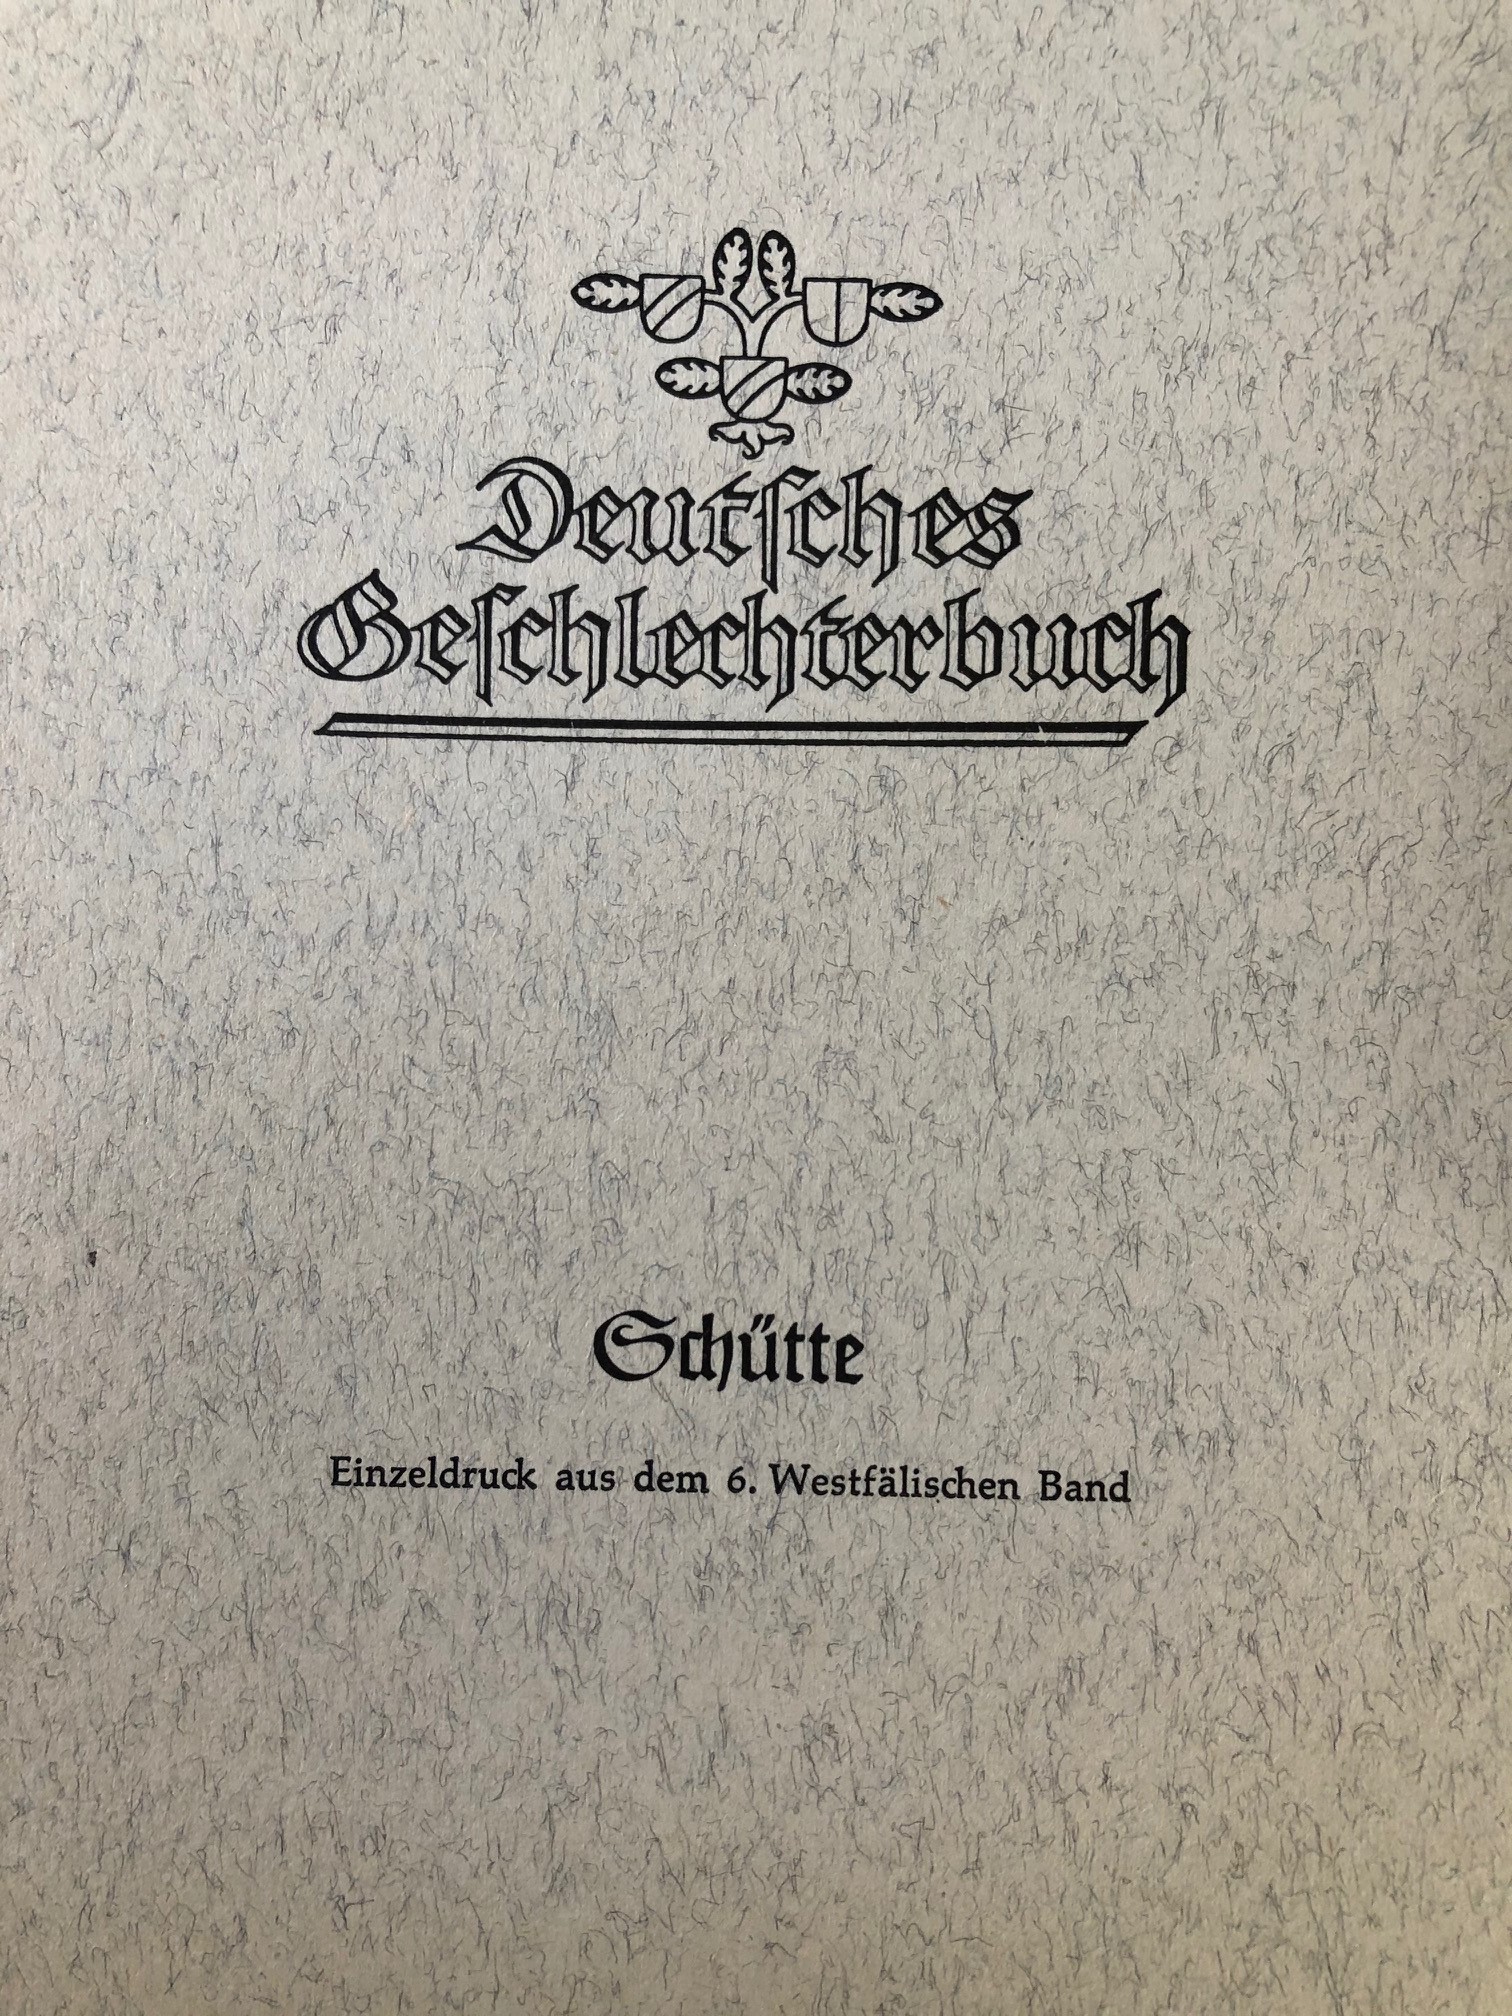 Deutſches
Geſchlechterbuch
Schütte
Einzeldruck aus dem 6. Westfälischen Band